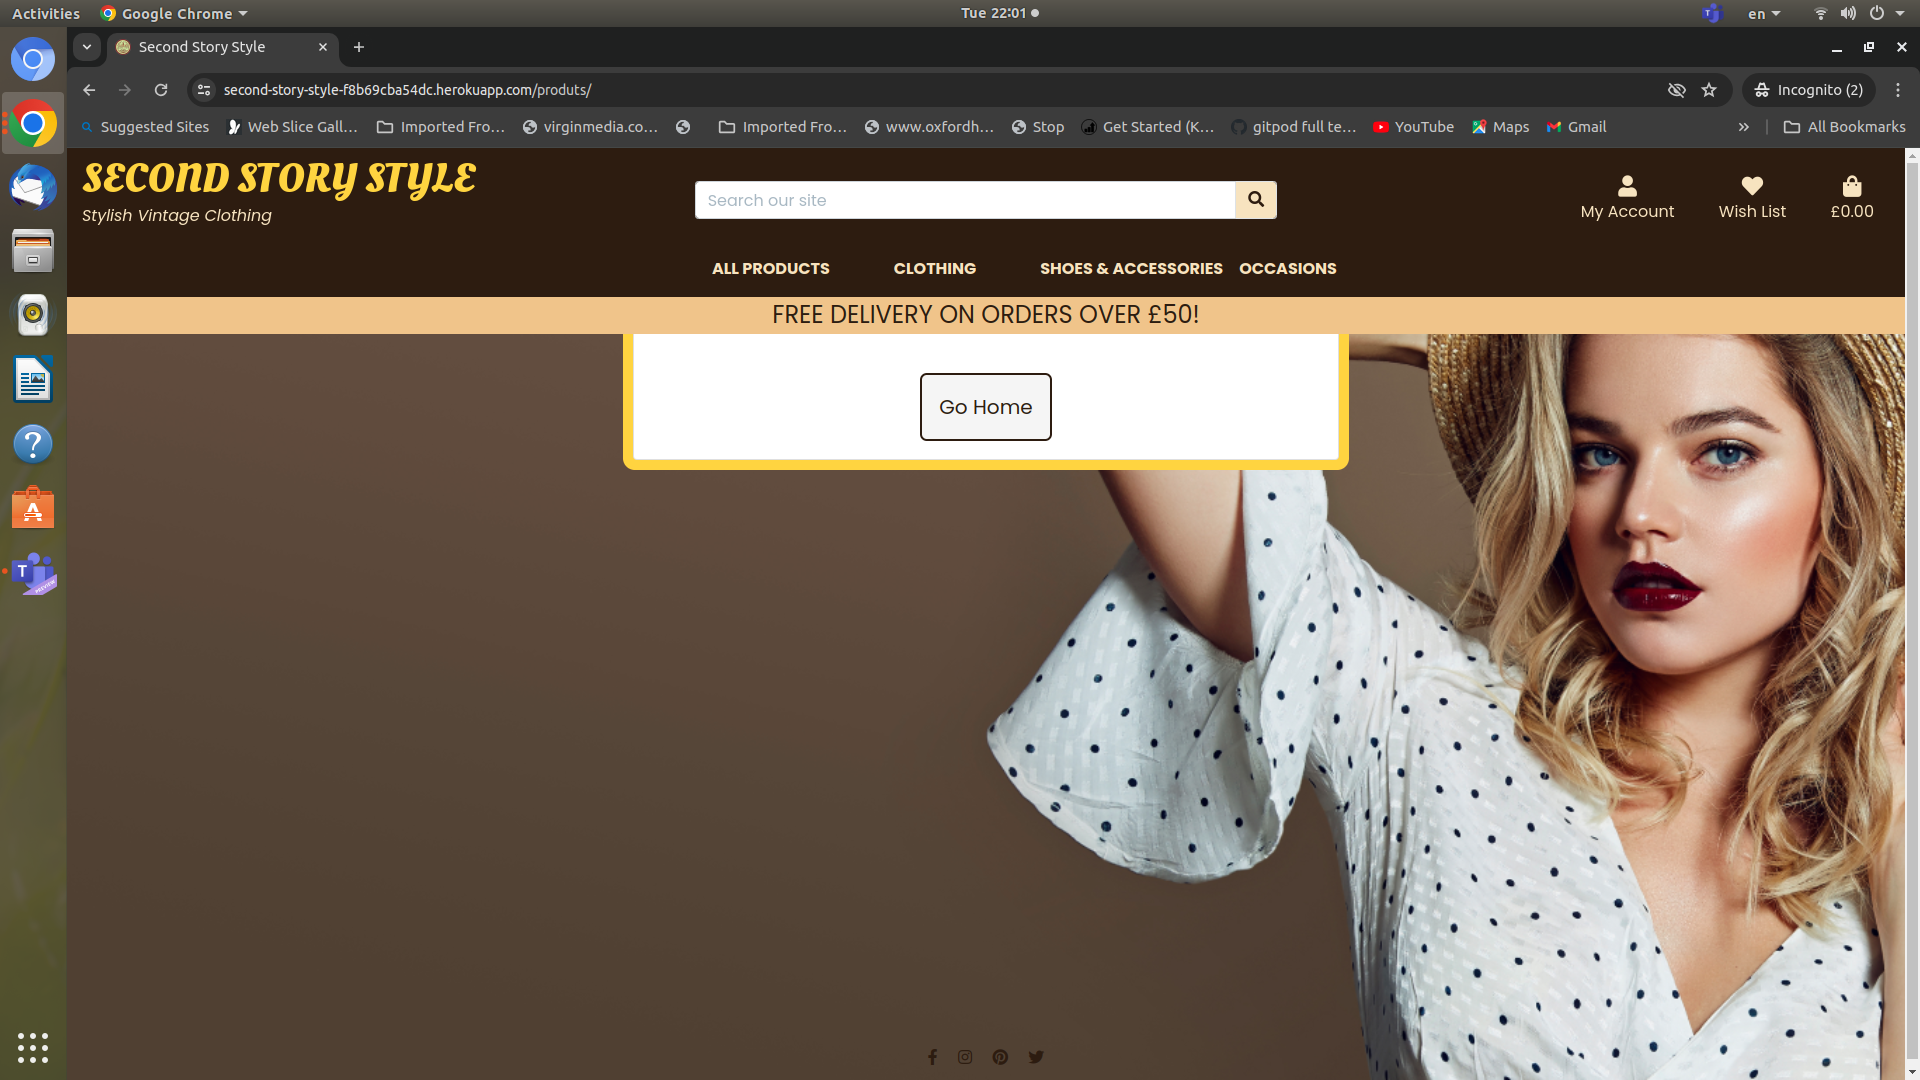 Activities
Google Chrome
Tue 22:01
en
Second Story Style
second-story-style-f8b69cba54dc.herokuapp.com/produts/
Incognito (2)
Suggested Sites
Web Slice Gall...
Imported Fro...
virginmedia.co...
Imported Fro...
www.oxfordh...
Stop
Get Started (K...
gitpod full te...
YouTube
Maps
Gmail
All Bookmarks
SECOND STORY STYLE
Stylish Vintage Clothing
Search our site
My Account
Wish List
£0.00
ALL PRODUCTS
CLOTHING
SHOES & ACCESSORIES
OCCASIONS
FREE DELIVERY ON ORDERS OVER £50!
Go Home